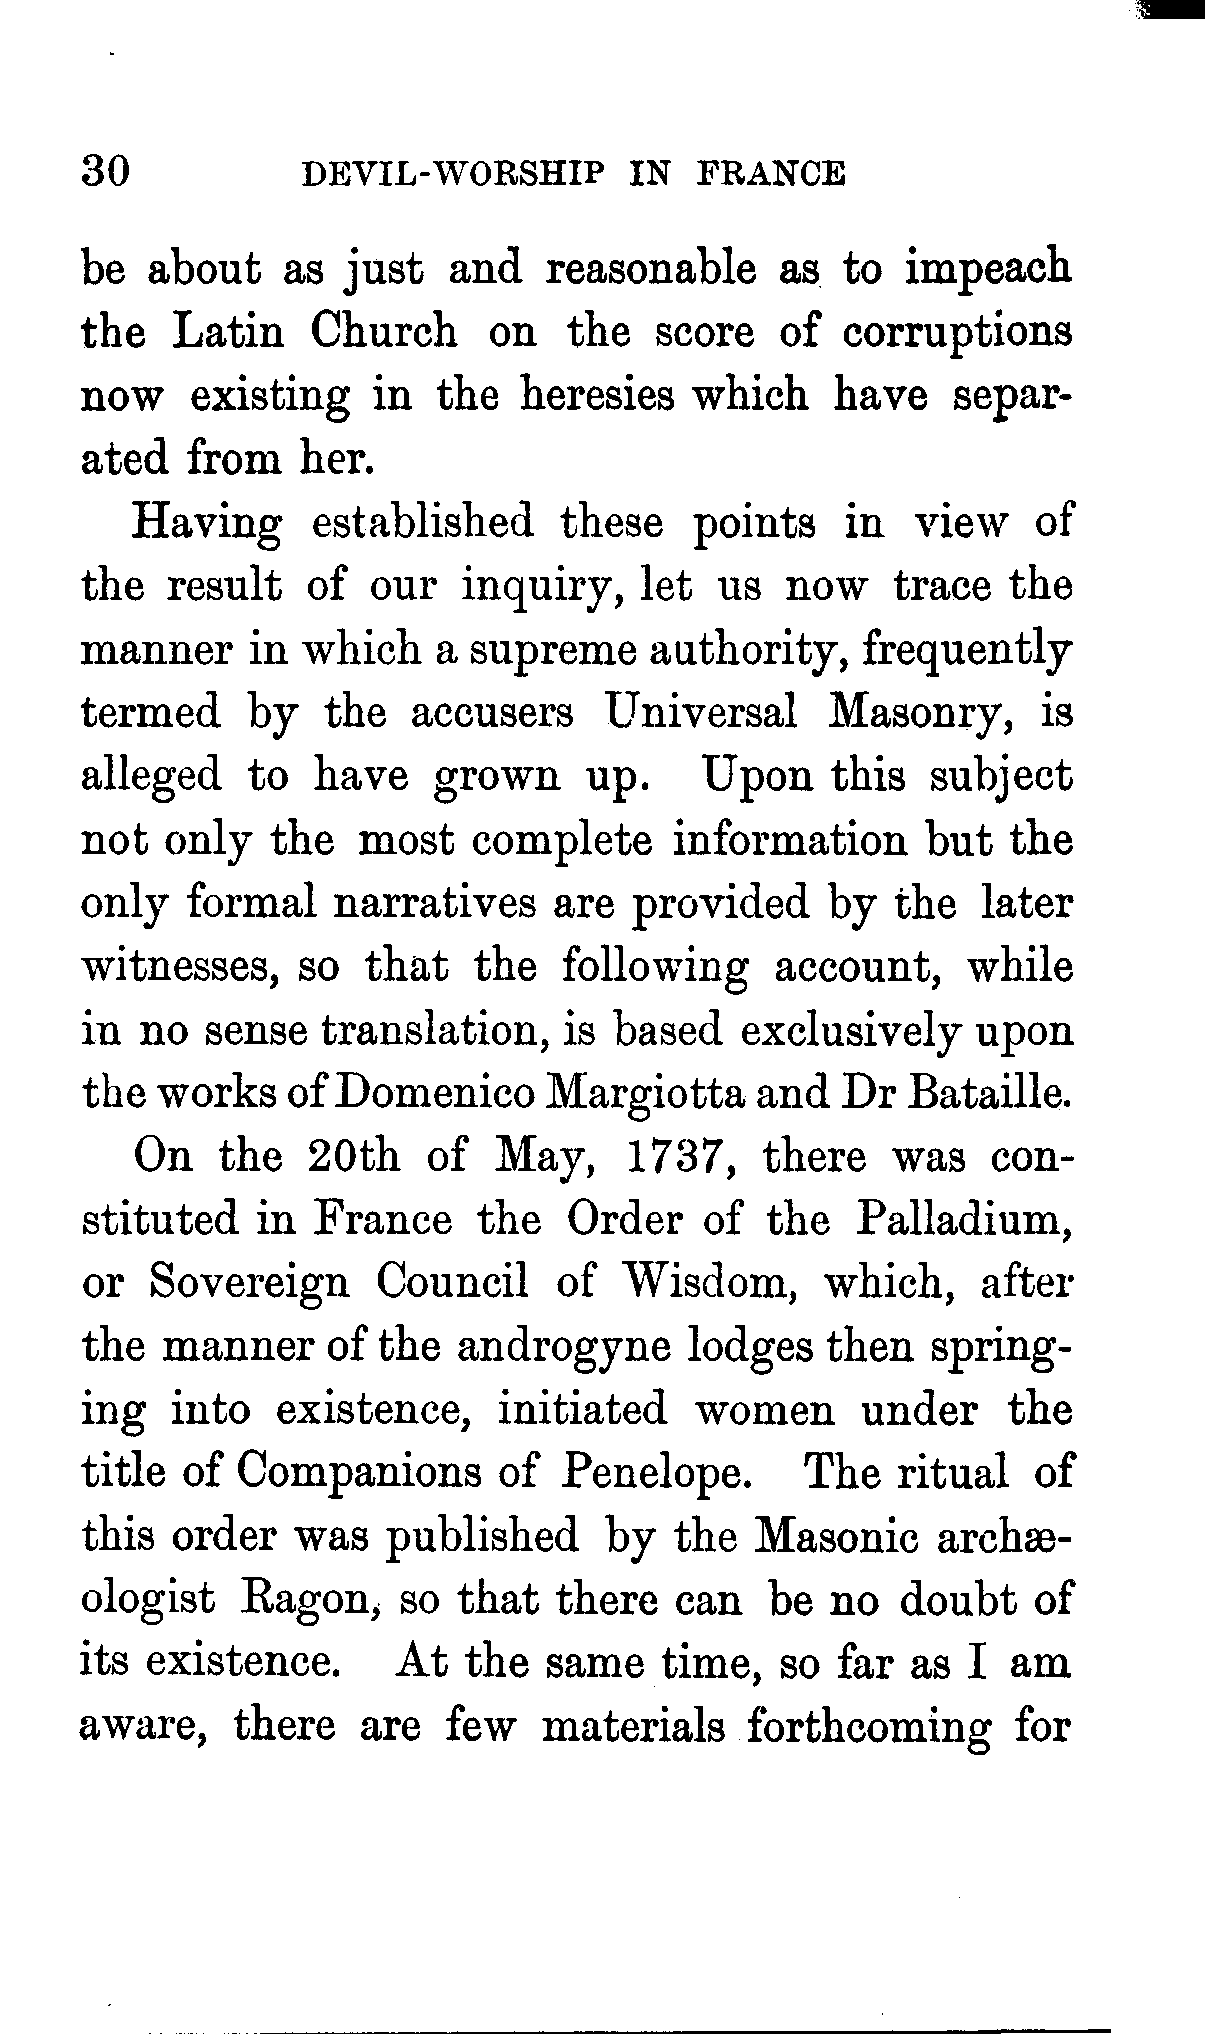 30 DEVIL-WORSHIP IN FRANCE
be about as just and reasonable as to impeach
the Latin Church on the score of corruptions
now existing in the heresies which have separ-
ated from her.
Having established these points in view of
the result of our inquiry, let us now trace the
manner in which a supreme authority, frequently
termed by the accusers Universal Masonry, is
alleged to have grown up. Upon this subject
not only the most complete information but the
only formal narratives are provided by the later
witnesses, so that the following account, while
in no sense translation, is based exclusively upon
the works of Domenico Margiotta and Dr Bataille.
On the 20th of May, 1737, there was con-
stituted in France the Order of the Palladium,
or Sovereign Council of Wisdom, which, after
the manner of the androgyne lodges then spring-
ing into existence, initiated women under the
title of Companions of Penelope. The ritual of
this order was published by the Masonic archæ-
ologist Ragon, so that there can be no doubt of
its existence. At the same time, so far as I am
aware, there are few materials forthcoming for